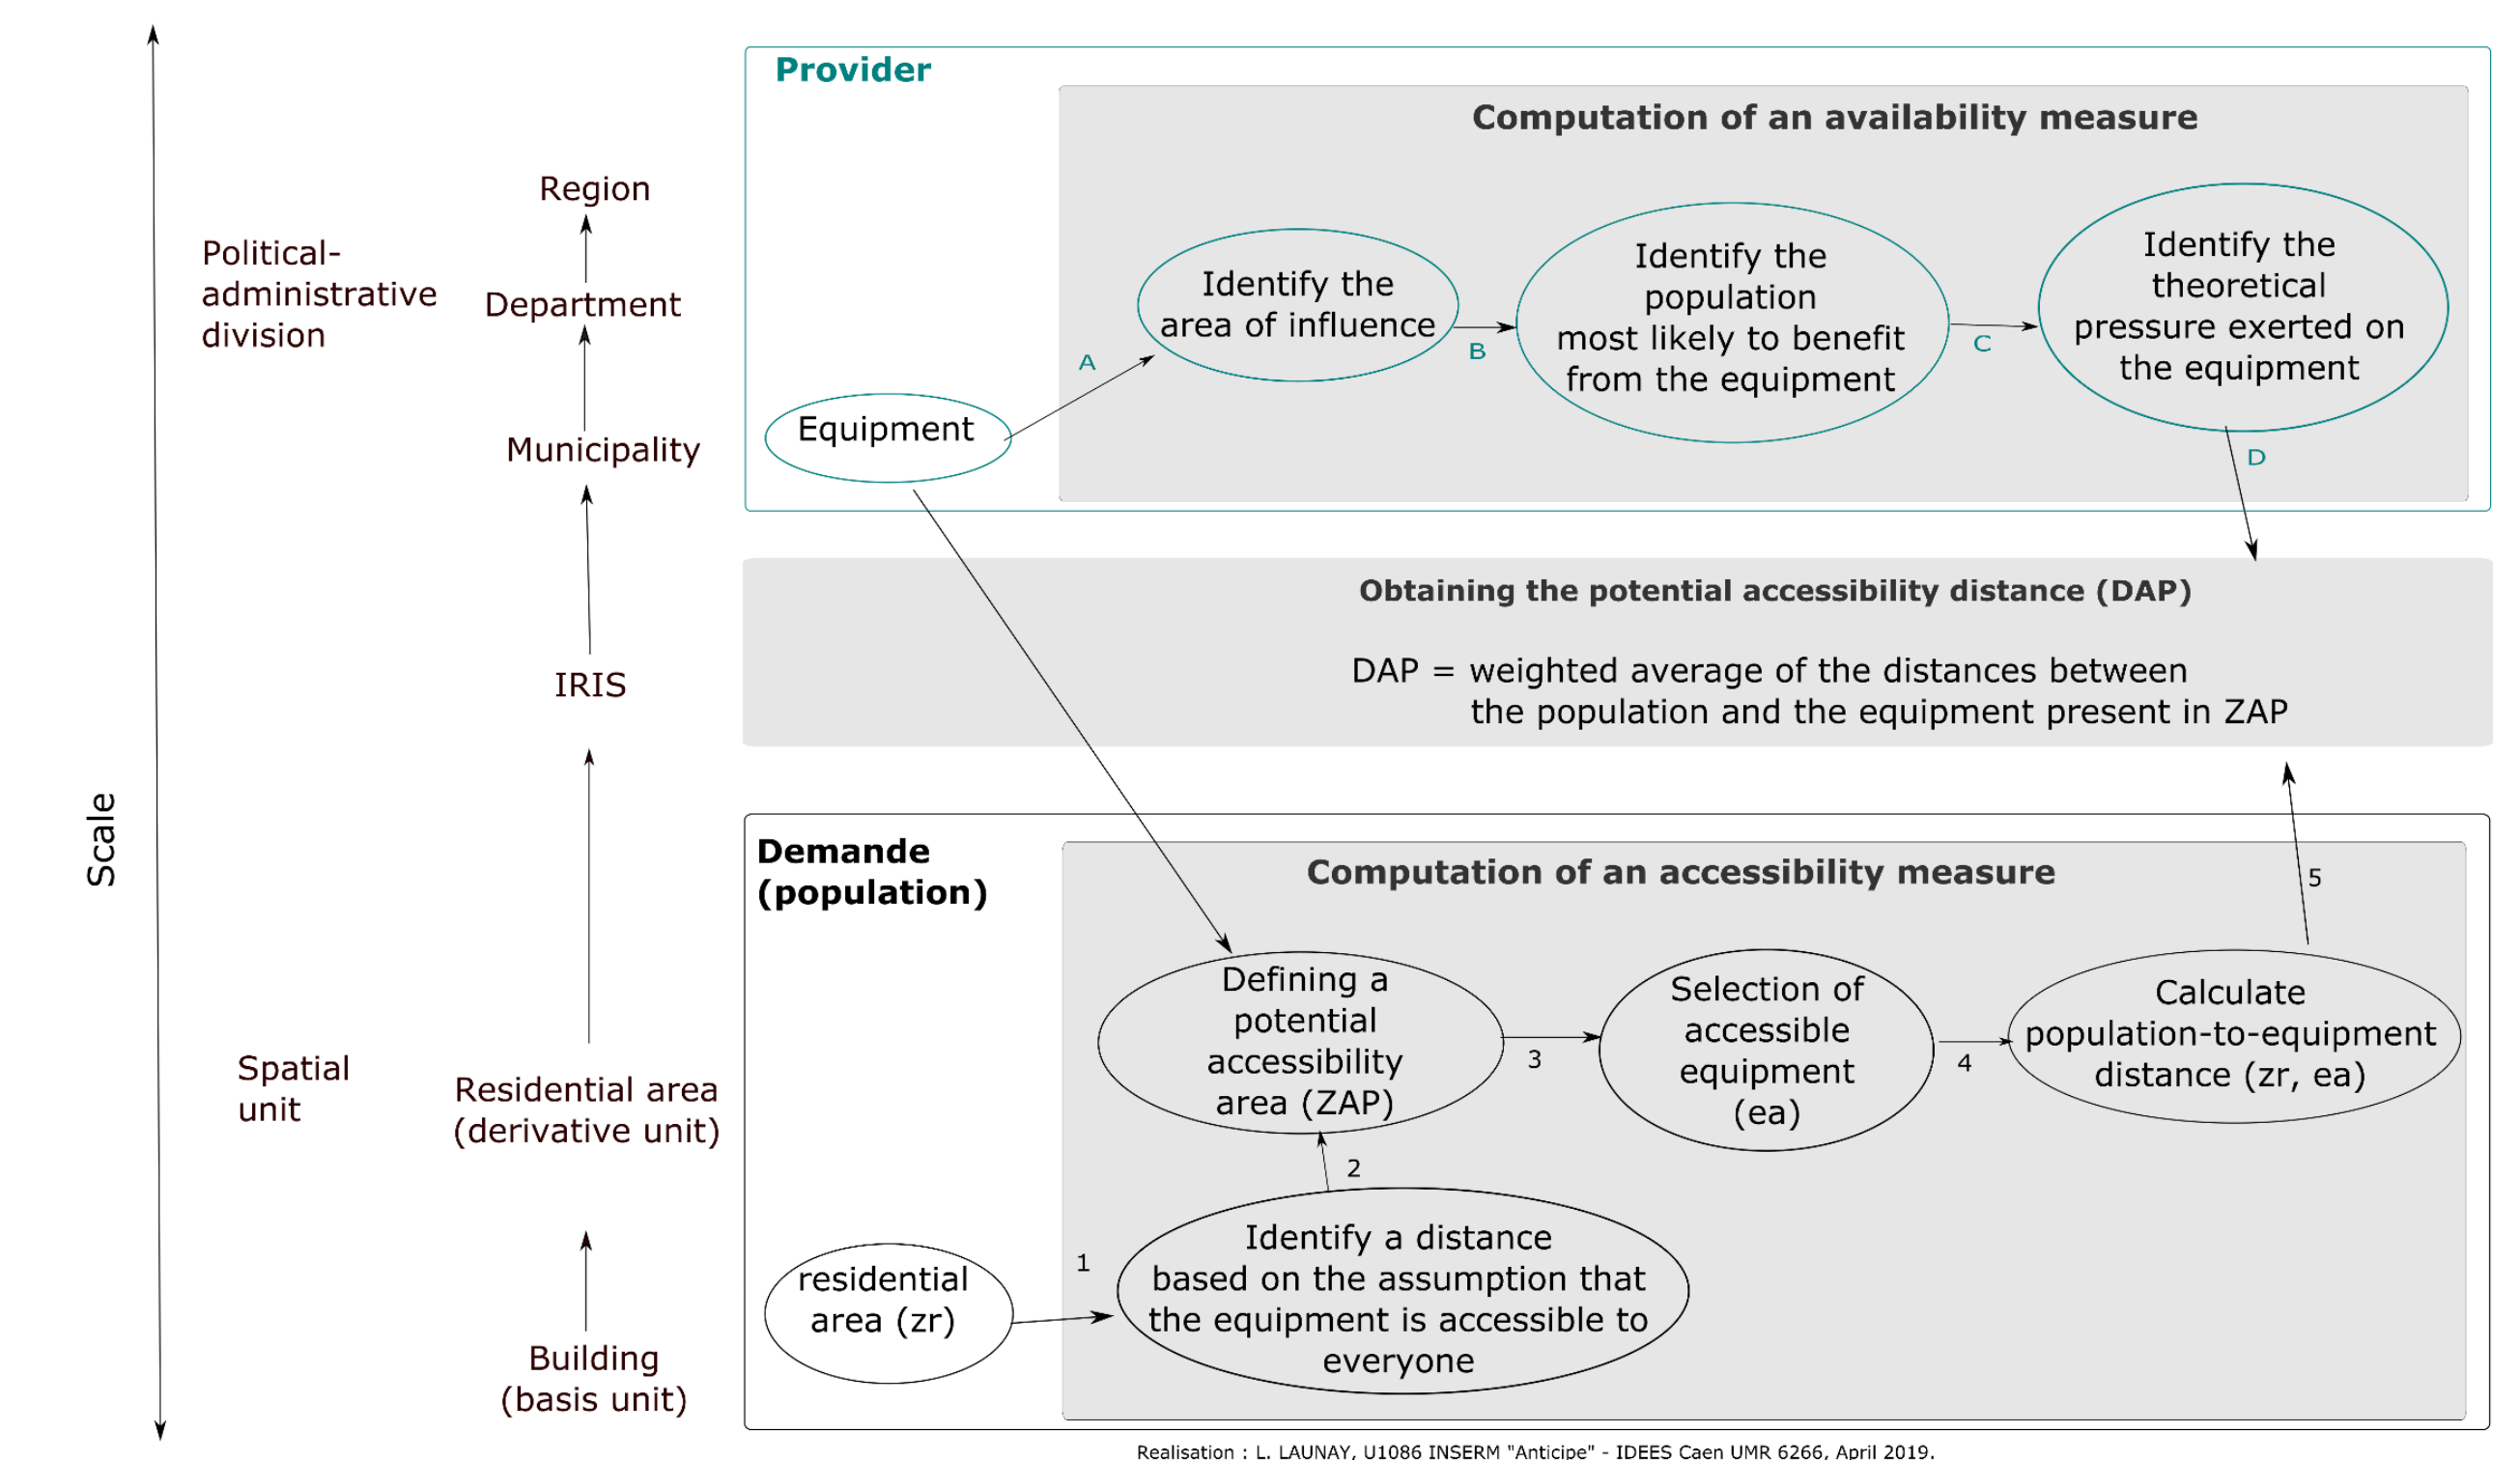 Scale
Political-
administrative
division
Region
Department
Municipality
IRIS
Spatial
unit
Residential area
(derivative unit)
Building
(basis unit)
Provider
Computation of an availability measure
Equipment
A
Identify the
area of influence
B
Identify the
population
most likely to benefit
from the equipment
C
Identify the
theoretical
pressure exerted on
the equipment
D
Obtaining the potential accessibility distance (DAP)
DAP = weighted average of the distances between
the population and the equipment present in ZAP
Demande
(population)
Computation of an accessibility measure
residential
area (zr)
1
Identify a distance
based on the assumption that
the equipment is accessible to
everyone
2
Defining a
potential
accessibility
area (ZAP)
3
Selection of
accessible
equipment
(ea)
4
Calculate
population-to-equipment
distance (zr, ea)
5
Realisation : L. LAUNAY, U1086 INSERM "Anticipe" - IDEES Caen UMR 6266, April 2019.